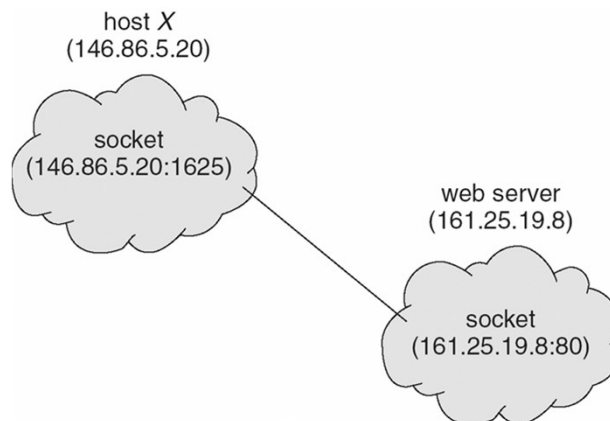 host X
(146.86.5.20)
socket
(146.86.5.20:1625)
web server
(161.25.19.8)
socket
(161.25.19.8:80)